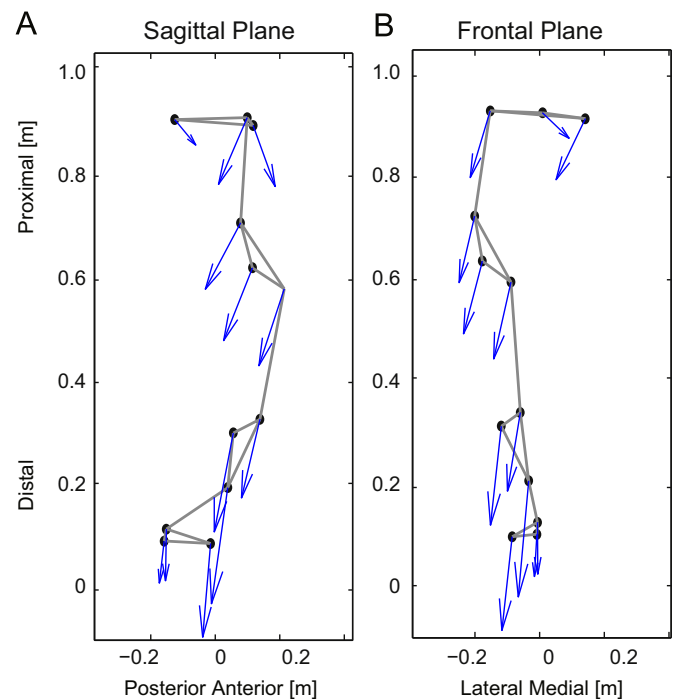 A
Sagittal Plane
B
Frontal Plane
Proximal [m]
Distal
1.0
0.8
0.6
0.4
0.2
0
−0.2
0
0.2
Posterior Anterior [m]
1.0
0.8
0.6
0.4
0.2
0
−0.2
0
0.2
Lateral Medial [m]